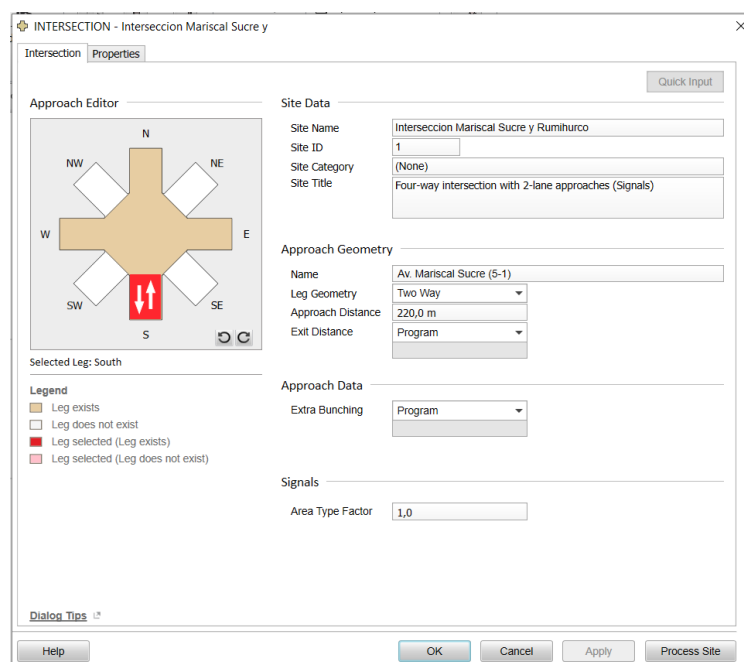 INTERSECTION - Interseccion Mariscal Sucre y
Intersection Properties
Quick Input
Approach Editor
N
NW NE
W E
SW SE
S
Selected Leg: South
Legend
Leg exists
Leg does not exist
Leg selected (Leg exists)
Leg selected (Leg does not exist)
Site Data
Site Name Interseccion Mariscal Sucre y Rumihurco
Site ID 1
Site Category (None)
Site Title Four-way intersection with 2-lane approaches (Signals)
Approach Geometry
Name Av. Mariscal Sucre (5-1)
Leg Geometry Two Way
Approach Distance 220,0 m
Exit Distance Program
Approach Data
Extra Bunching Program
Signals
Area Type Factor 1,0
Dialog Tips
Help OK Cancel Apply Process Site